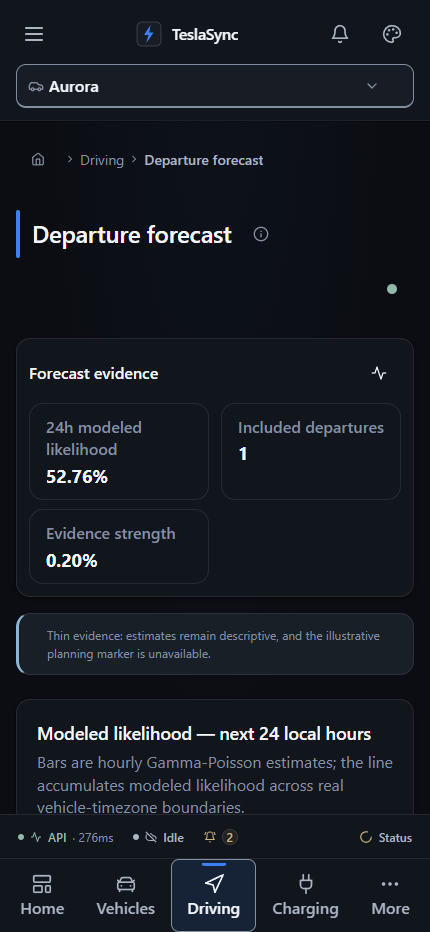 TeslaSync
Aurora
Driving
Departure forecast
Departure forecast
Forecast evidence
24h modeled
likelihood
52.76%
Included departures
1
Evidence strength
0.20%
Thin evidence: estimates remain descriptive, and the illustrative
planning marker is unavailable.
Modeled likelihood — next 24 local hours
Bars are hourly Gamma-Poisson estimates; the line
accumulates modeled likelihood across real
vehicle-timezone boundaries.
API · 276ms
Idle
2
Status
Home
Vehicles
Driving
Charging
More